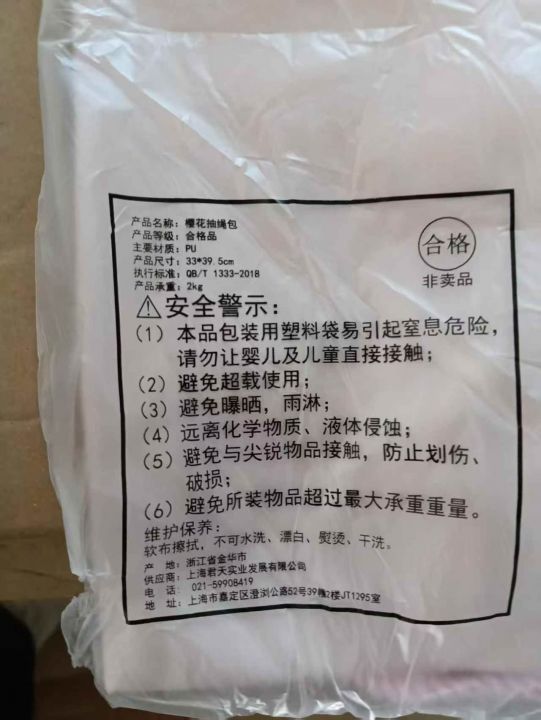 产品名称: 樱花抽绳包
产品等级: 合格品
主要材质: PU
产品尺寸: 33*39.5cm
执行标准: QB/T 1333-2018
产品承重: 2kg
合格
非卖品
安全警示:
(1) 本品包装用塑料袋易引起窒息危险,
请勿让婴儿及儿童直接接触;
(2) 避免超载使用;
(3) 避免曝晒, 雨淋;
(4) 远离化学物质、液体侵蚀;
(5) 避免与尖锐物品接触, 防止划伤、
破损;
(6) 避免所装物品超过最大承重重量。
维护保养:
软布擦拭, 不可水洗、漂白、熨烫、干洗。
产 地: 浙江省金华市
供应商: 上海君天实业发展有限公司
电 话: 021-59908419
地 址: 上海市嘉定区澄浏公路52号39幢2楼JT1295室